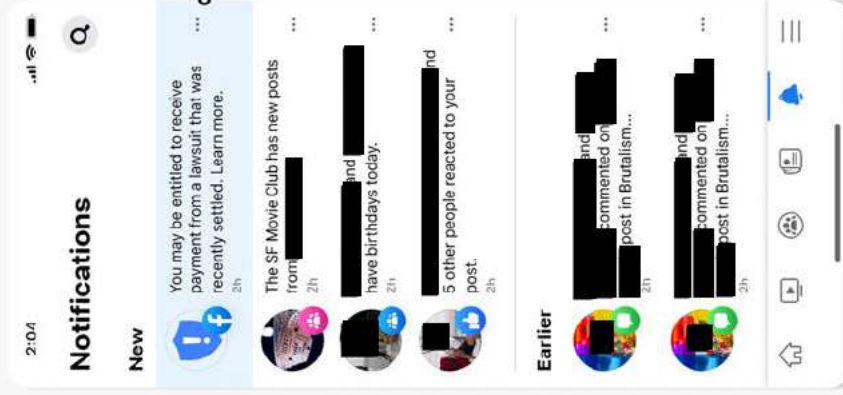 2:04
Notifications
New
You may be entitled to receive
payment from a lawsuit that was
recently settled. Learn more.
2h
The SF Movie Club has new posts
from
2h
and
have birthdays today.
2h
nd
5 other people reacted to your
post.
2h
Earlier
and
commented on
post in Brutalism...
2h
and
commented on
post in Brutalism...
2h